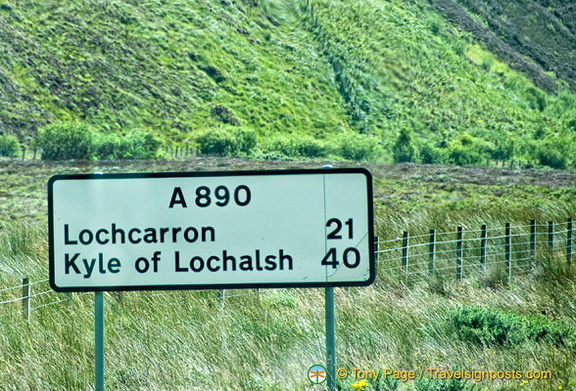 A 890
Lochcarron 21
Kyle of Lochalsh 40
© Tony Page / Travelsignposts.com